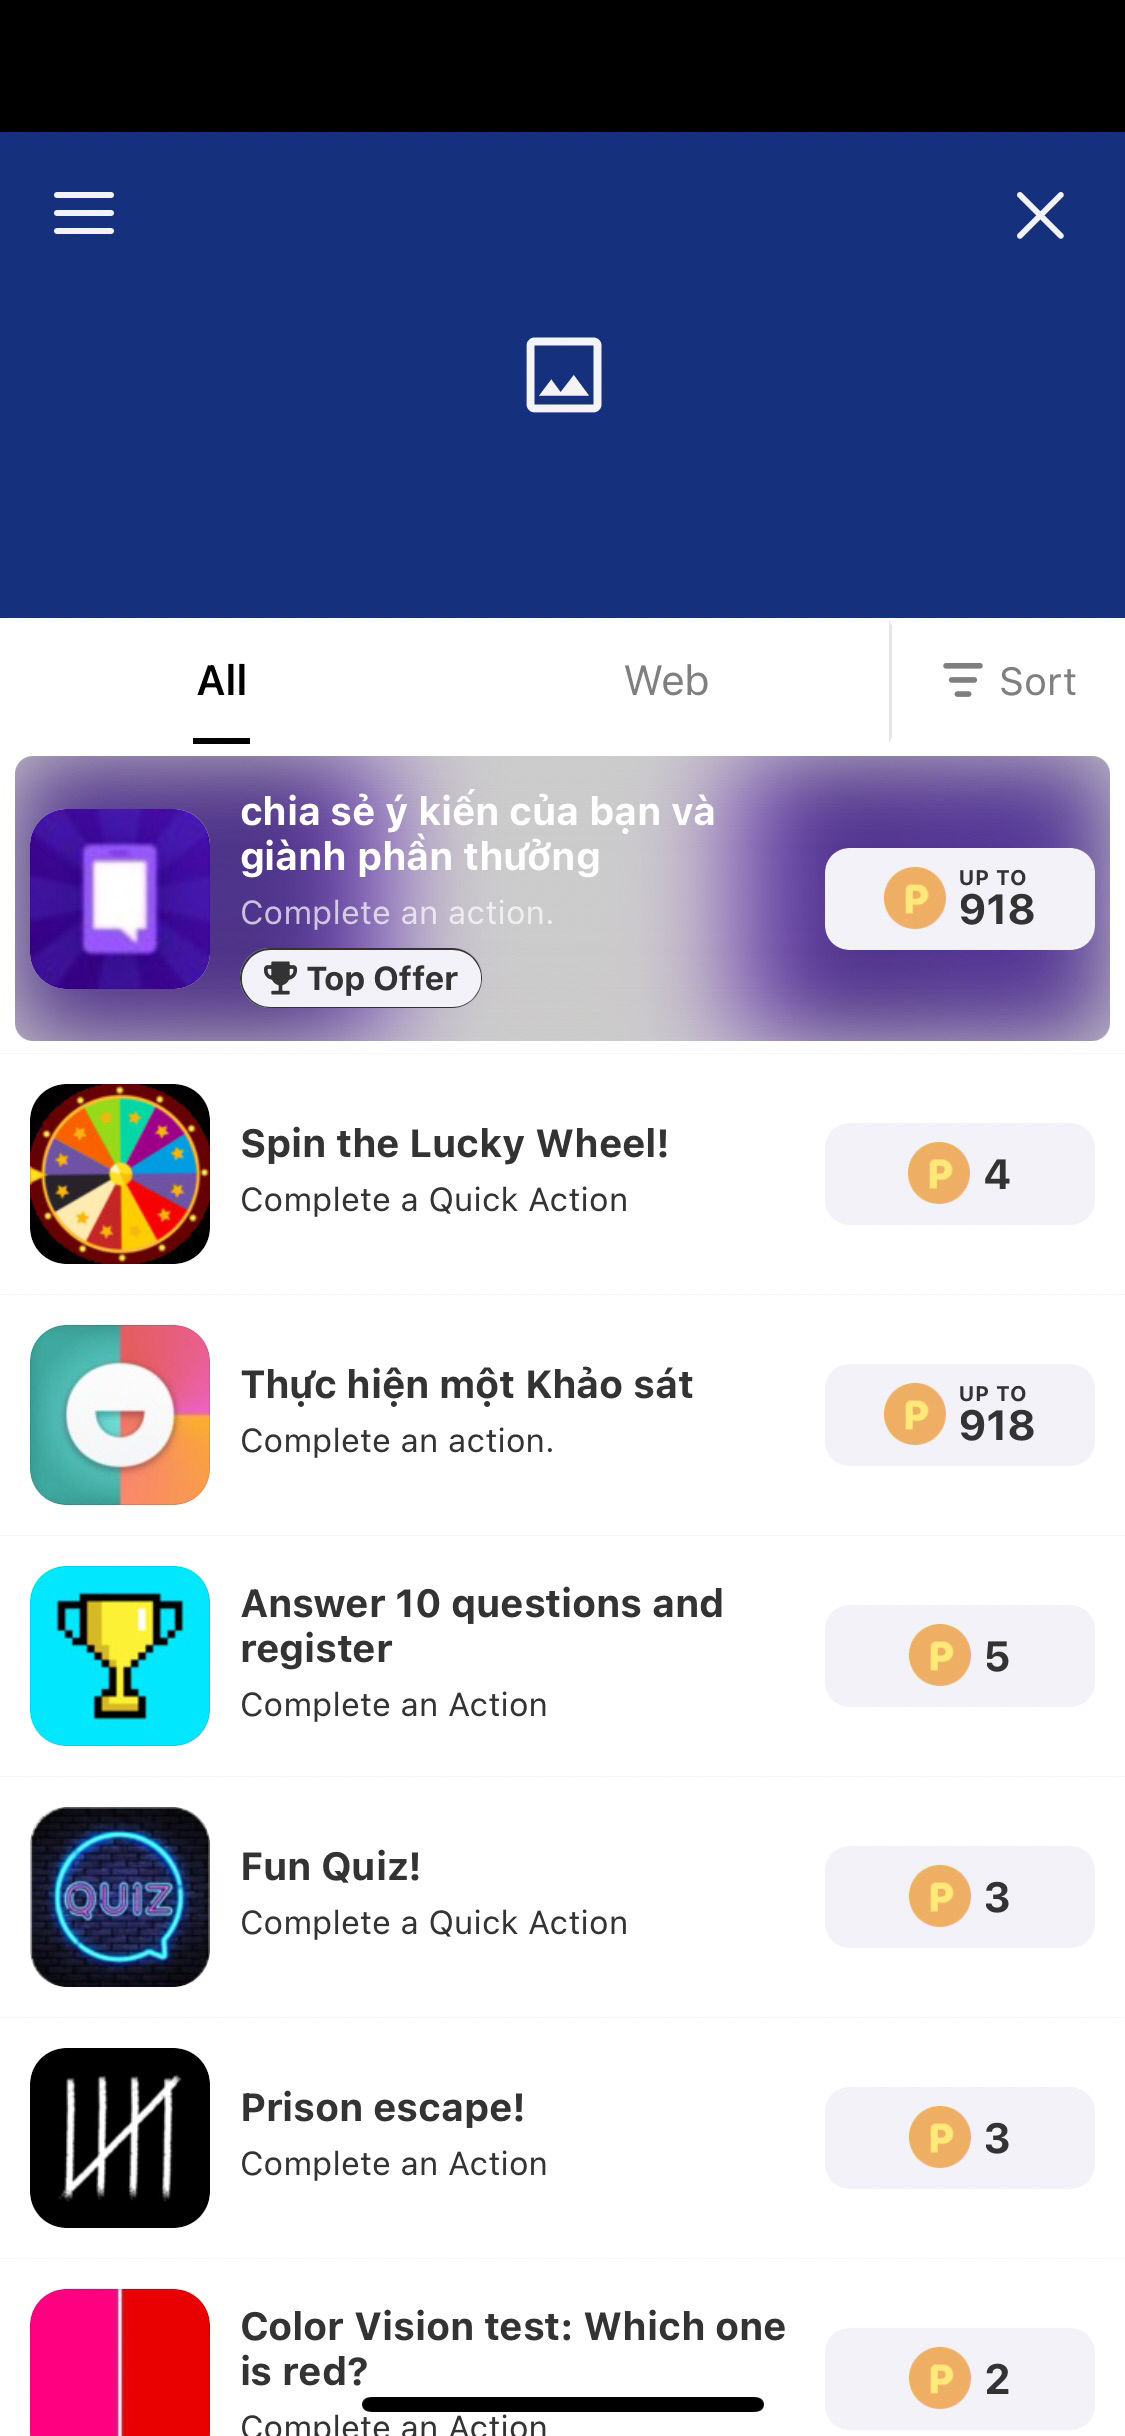 All
Web
Sort
chia sẻ ý kiến của bạn và
giành phần thưởng
Complete an action.
Top Offer
P
UP TO
918
Spin the Lucky Wheel!
Complete a Quick Action
P
4
Thực hiện một Khảo sát
Complete an action.
P
UP TO
918
Answer 10 questions and
register
Complete an Action
P
5
QUIZ
Fun Quiz!
Complete a Quick Action
P
3
Prison escape!
Complete an Action
P
3
Color Vision test: Which one
is red?
Complete an Action
P
2